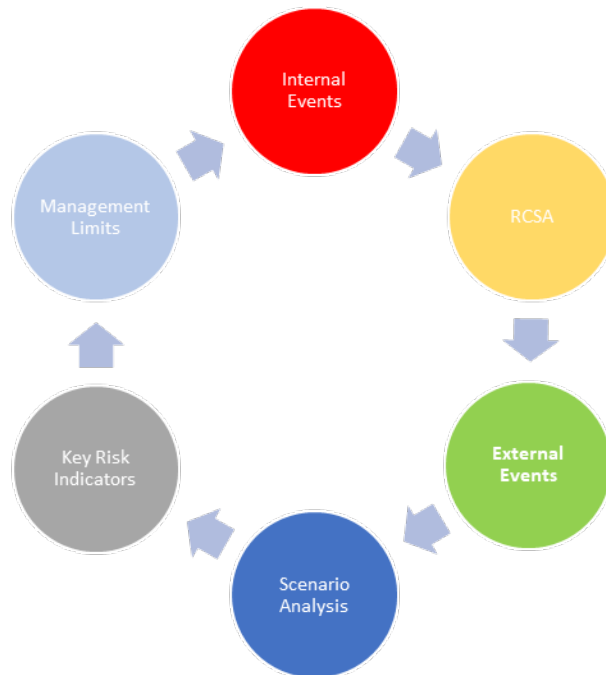 Internal
Events
RCSA
External
Events
Scenario
Analysis
Key Risk
Indicators
Management
Limits